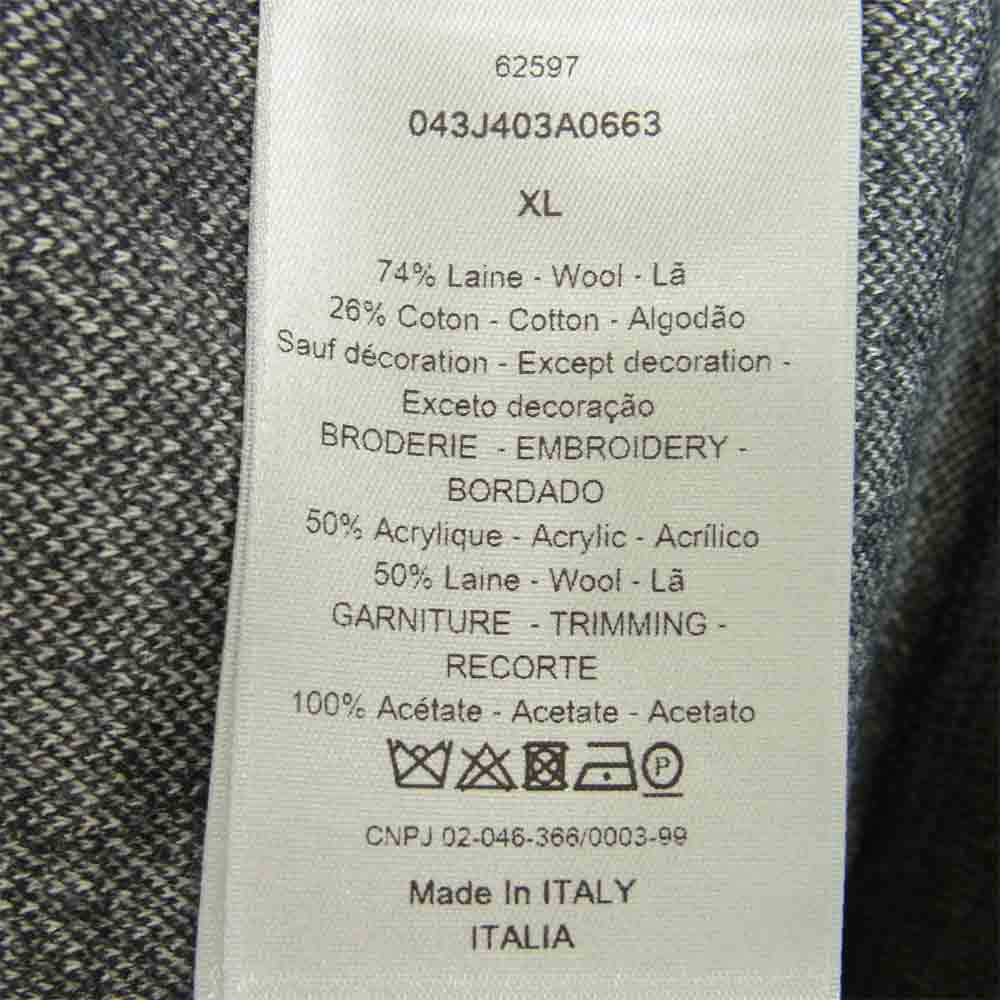 62597
043J403A0663
XL
74% Laine - Wool - Lã
26% Coton - Cotton - Algodão
Sauf décoration - Except decoration -
Exceto decoração
BRODERIE - EMBROIDERY -
BORDADO
50% Acrylique - Acrylic - Acrílico
50% Laine - Wool - Lã
GARNITURE - TRIMMING -
RECORTE
100% Acétate - Acetate - Acetato
P
CNPJ 02-046-366/0003-99
Made In ITALY
ITALIA